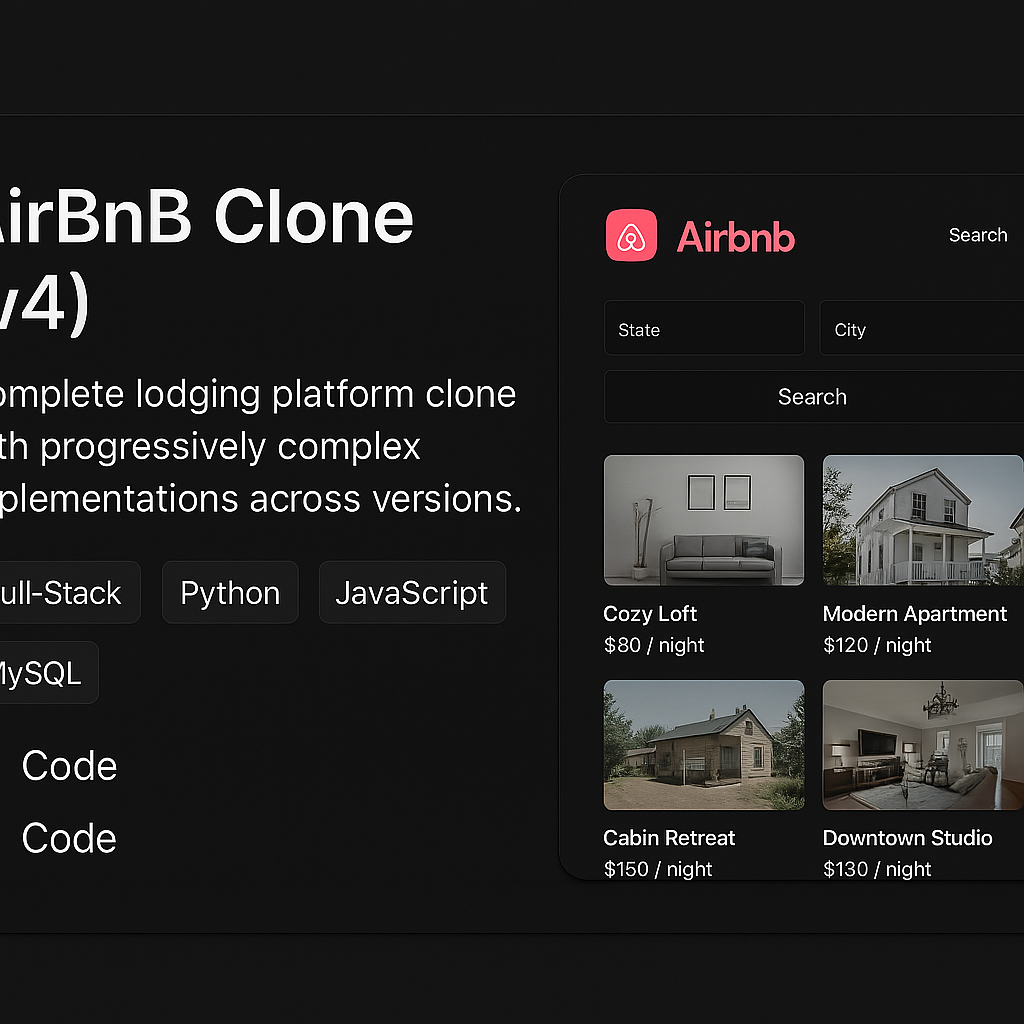 AirBnB Clone
v4)
omplete lodging platform clone
th progressively complex
plementations across versions.
ull-Stack
Python
JavaScript
MySQL
Code
Code
Airbnb
Search
State
City
Search
Cozy Loft
$80 / night
Modern Apartment
$120 / night
Cabin Retreat
$150 / night
Downtown Studio
$130 / night